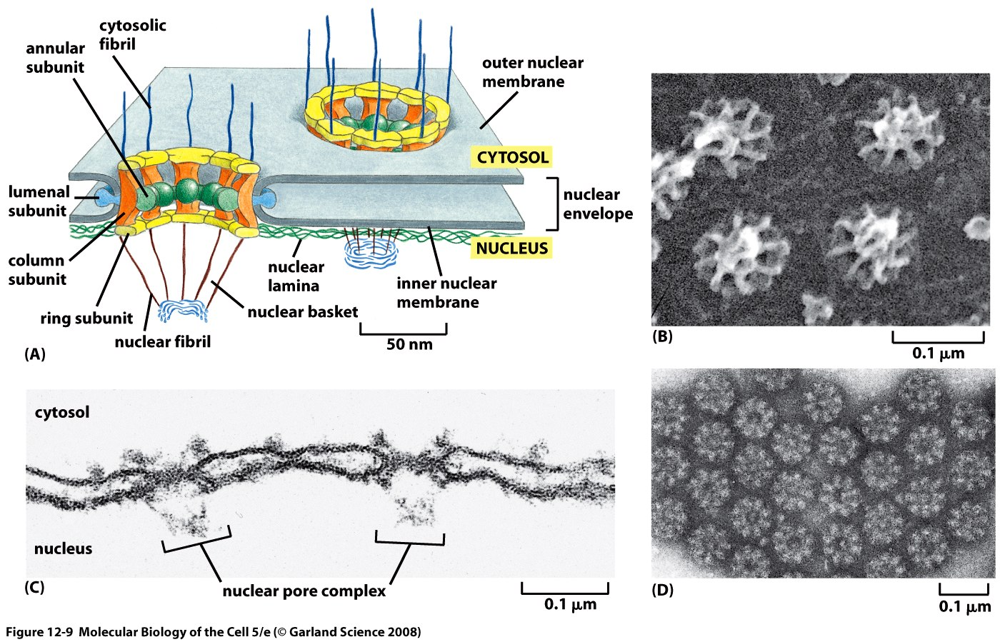 cytosolic
fibril
annular
subunit
outer nuclear
membrane
CYTOSOL
lumenal
subunit
nuclear
envelope
column
subunit
NUCLEUS
nuclear
lamina
inner nuclear
membrane
ring subunit
nuclear basket
nuclear fibril
50 nm
(A)
(B)
0.1 μm
cytosol
nucleus
nuclear pore complex
(C)
0.1 μm
(D)
0.1 μm
Figure 12-9 Molecular Biology of the Cell 5/e (© Garland Science 2008)